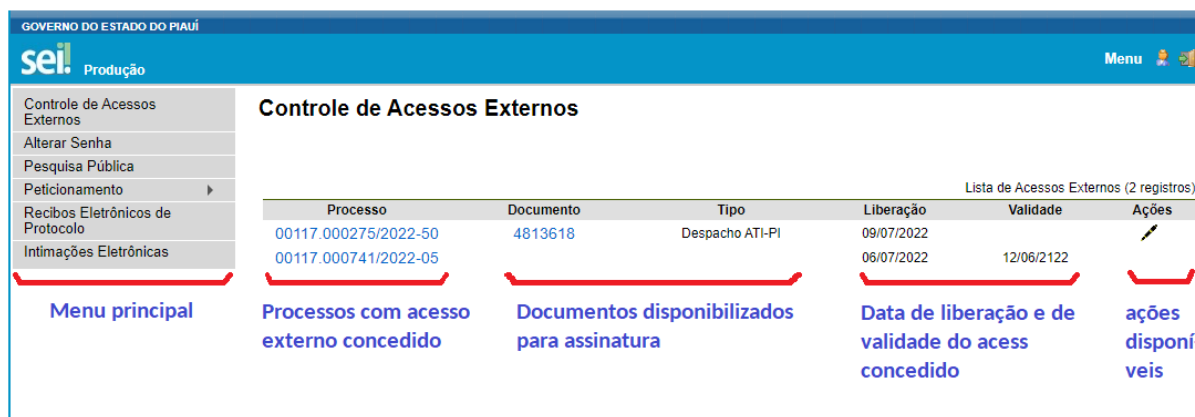 GOVERNO DO ESTADO DO PIAUÍ
sei! Produção
Menu
Controle de Acessos
Externos
Alterar Senha
Pesquisa Pública
Peticionamento
Recibos Eletrônicos de
Protocolo
Intimações Eletrônicas
Controle de Acessos Externos
Lista de Acessos Externos (2 registros)
Processo Documento Tipo Liberação Validade Ações
00117.000275/2022-50 4813618 Despacho ATI-PI 09/07/2022
00117.000741/2022-05 06/07/2022 12/06/2122
Menu principal
Processos com acesso
externo concedido
Documentos disponibilizados
para assinatura
Data de liberação e de
validade do acess
concedido
ações
disponí-
veis